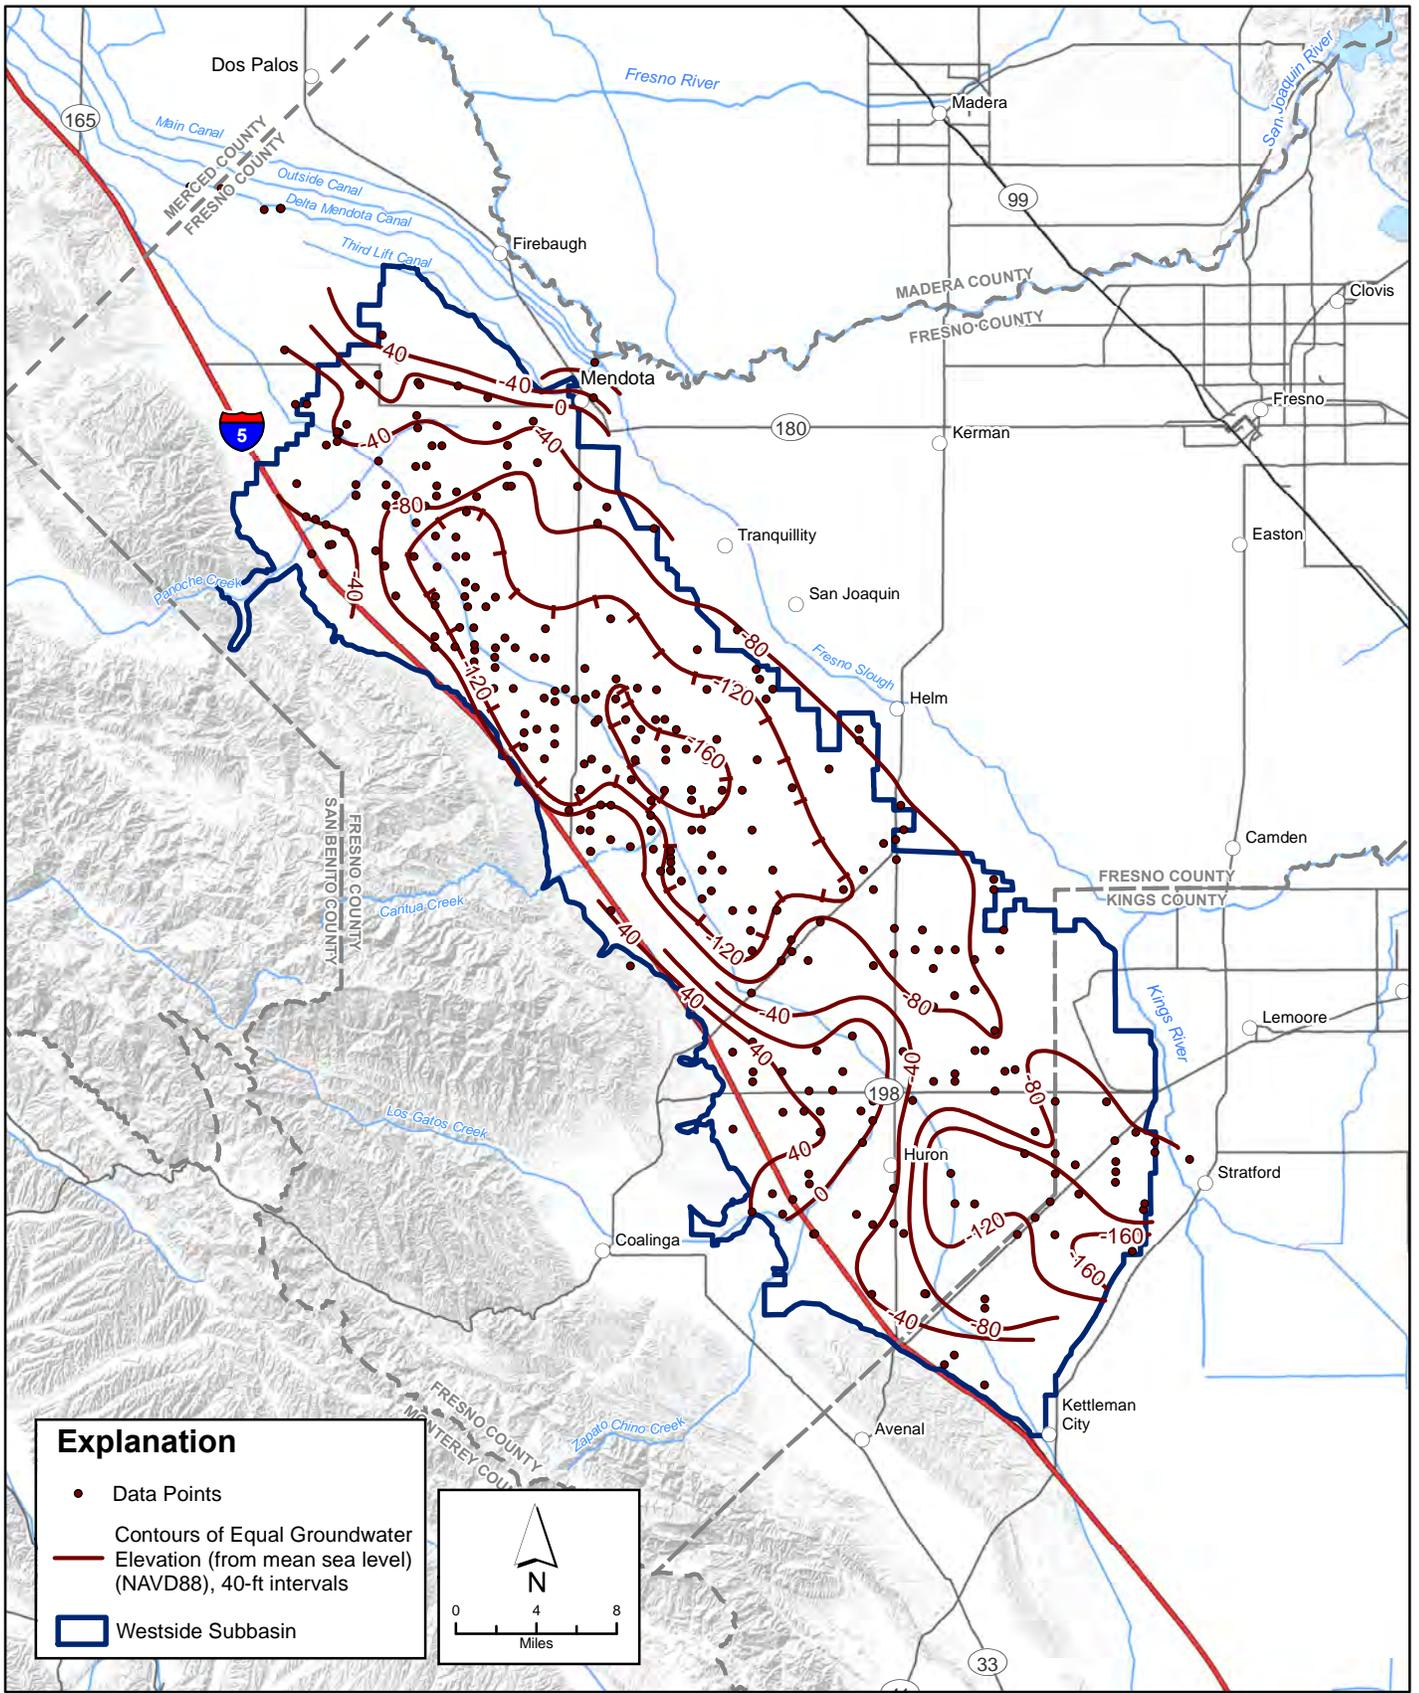 Dos Palos
Fresno River
San Joaquin River
Madera
165
Main Canal
MERCED COUNTY
FRESNO COUNTY
Outside Canal
99
Delta Mendota Canal
Third Lift Canal
Firebaugh
MADERA COUNTY
FRESNO COUNTY
Clovis
40
-40
Mendota
0
Fresno
5
180
Kerman
-40
-40
-80
Tranquillity
Easton
Panoche Creek
-40
San Joaquin
-80
Fresno Slough
-120
-120
Helm
-160
SAN BENITO COUNTY
FRESNO COUNTY
Camden
FRESNO COUNTY
KINGS COUNTY
Cantua Creek
40
-120
40
-40
-80
Kings River
Lemoore
40
-40
-80
198
Los Gatos Creek
40
Huron
Stratford
0
-120
-160
Coalinga
-160
-40
-80
FRESNO COUNTY
Kettleman
City
Zapato Chino Creek
Avenal
Explanation
Data Points
Contours of Equal Groundwater
Elevation (from mean sea level)
(NAVD88), 40-ft intervals
Westside Subbasin
N
0 4 8
Miles
33